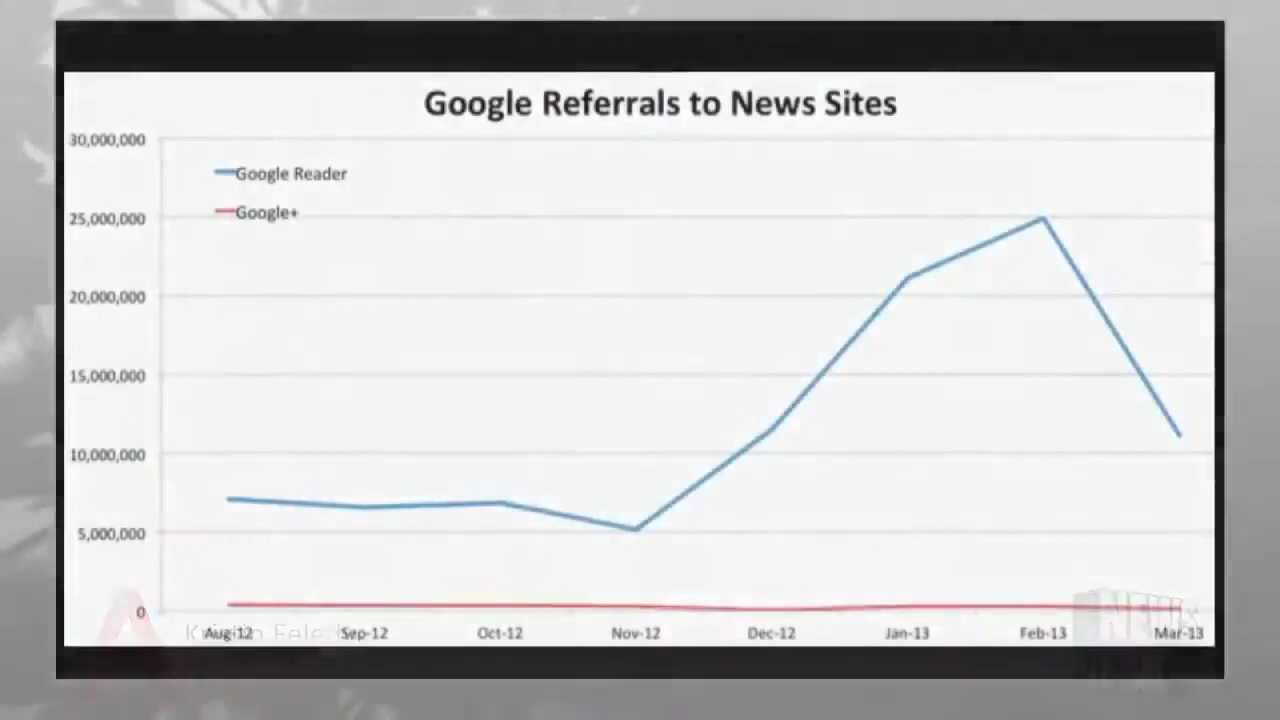 Google Referrals to News Sites
30,000,000
Google Reader
25,000,000
Google+
20,000,000
15,000,000
10,000,000
5,000,000
0
Aug-12 Sep-12 Oct-12 Nov-12 Dec-12 Jan-13 Feb-13 Mar-13
NEWS